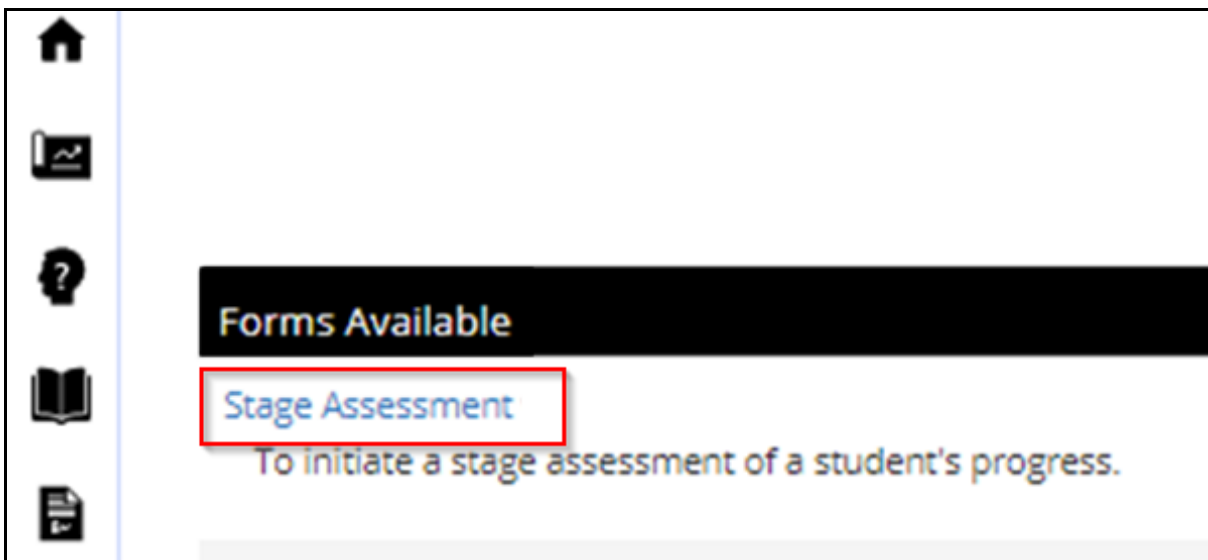 Forms Available
Stage Assessment
To initiate a stage assessment of a student's progress.